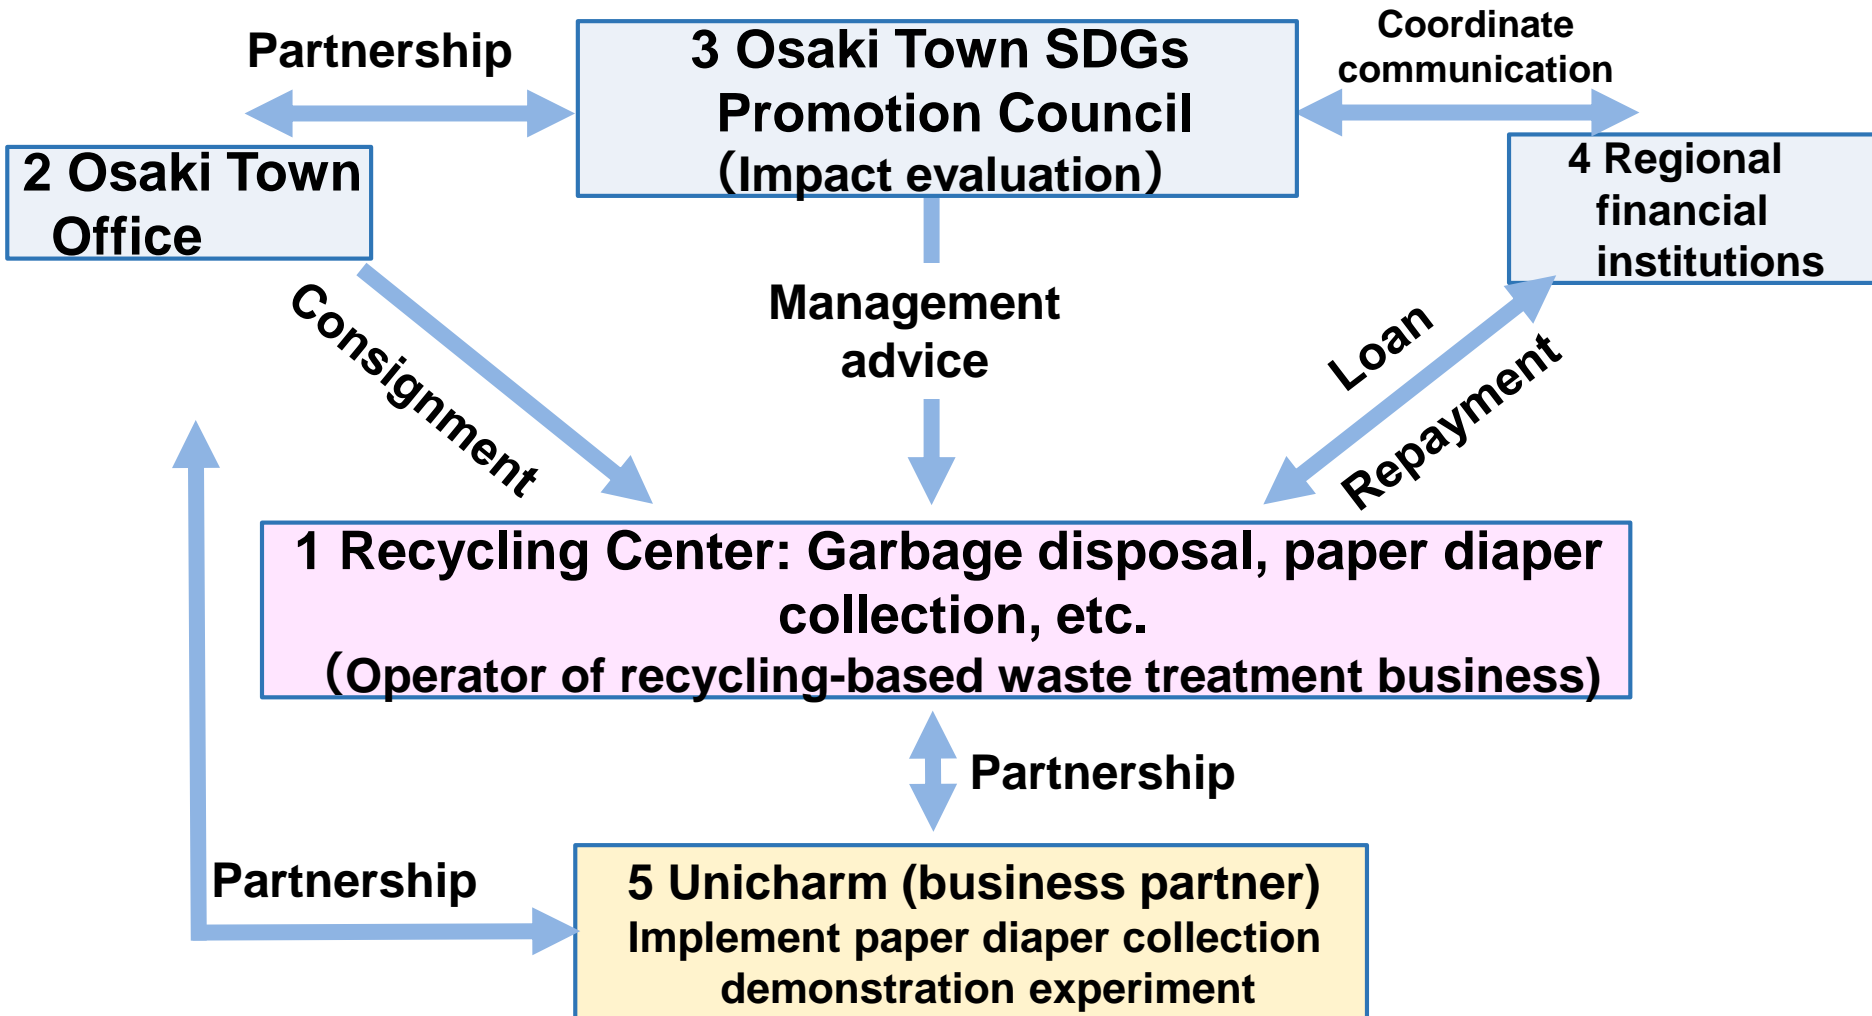 Partnership
3 Osaki Town SDGs
Promotion Council
（Impact evaluation）
Coordinate
communication
2 Osaki Town
Office
4 Regional
financial
institutions
Consignment
Management
advice
Loan
Repayment
1 Recycling Center: Garbage disposal, paper diaper
collection, etc.
（Operator of recycling-based waste treatment business)
Partnership
Partnership
5 Unicharm (business partner)
Implement paper diaper collection
demonstration experiment